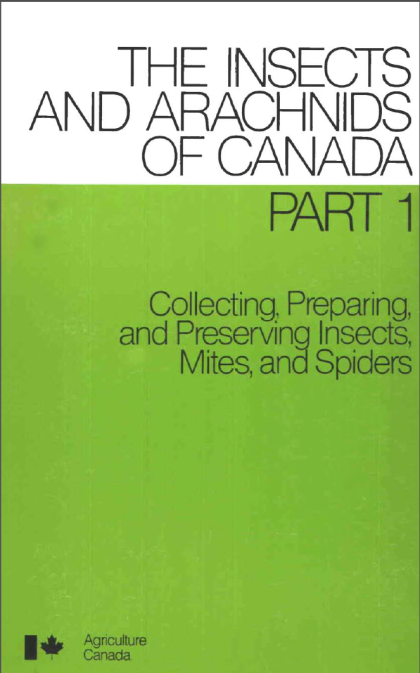 THE INSECTS
AND ARACHNIDS
OF CANADA
PART 1
Collecting, Preparing,
and Preserving Insects,
Mites, and Spiders
Agriculture
Canada